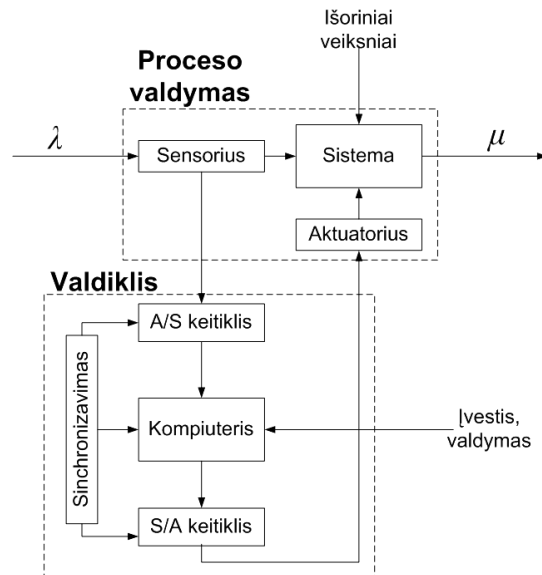 Išoriniai
veiksniai
Proceso
valdymas
λ
Sensorius
Sistema
μ
Aktuatorius
Valdiklis
A/S keitiklis
Sinchronizavimas
Kompiuteris
Įvestis,
valdymas
S/A keitiklis